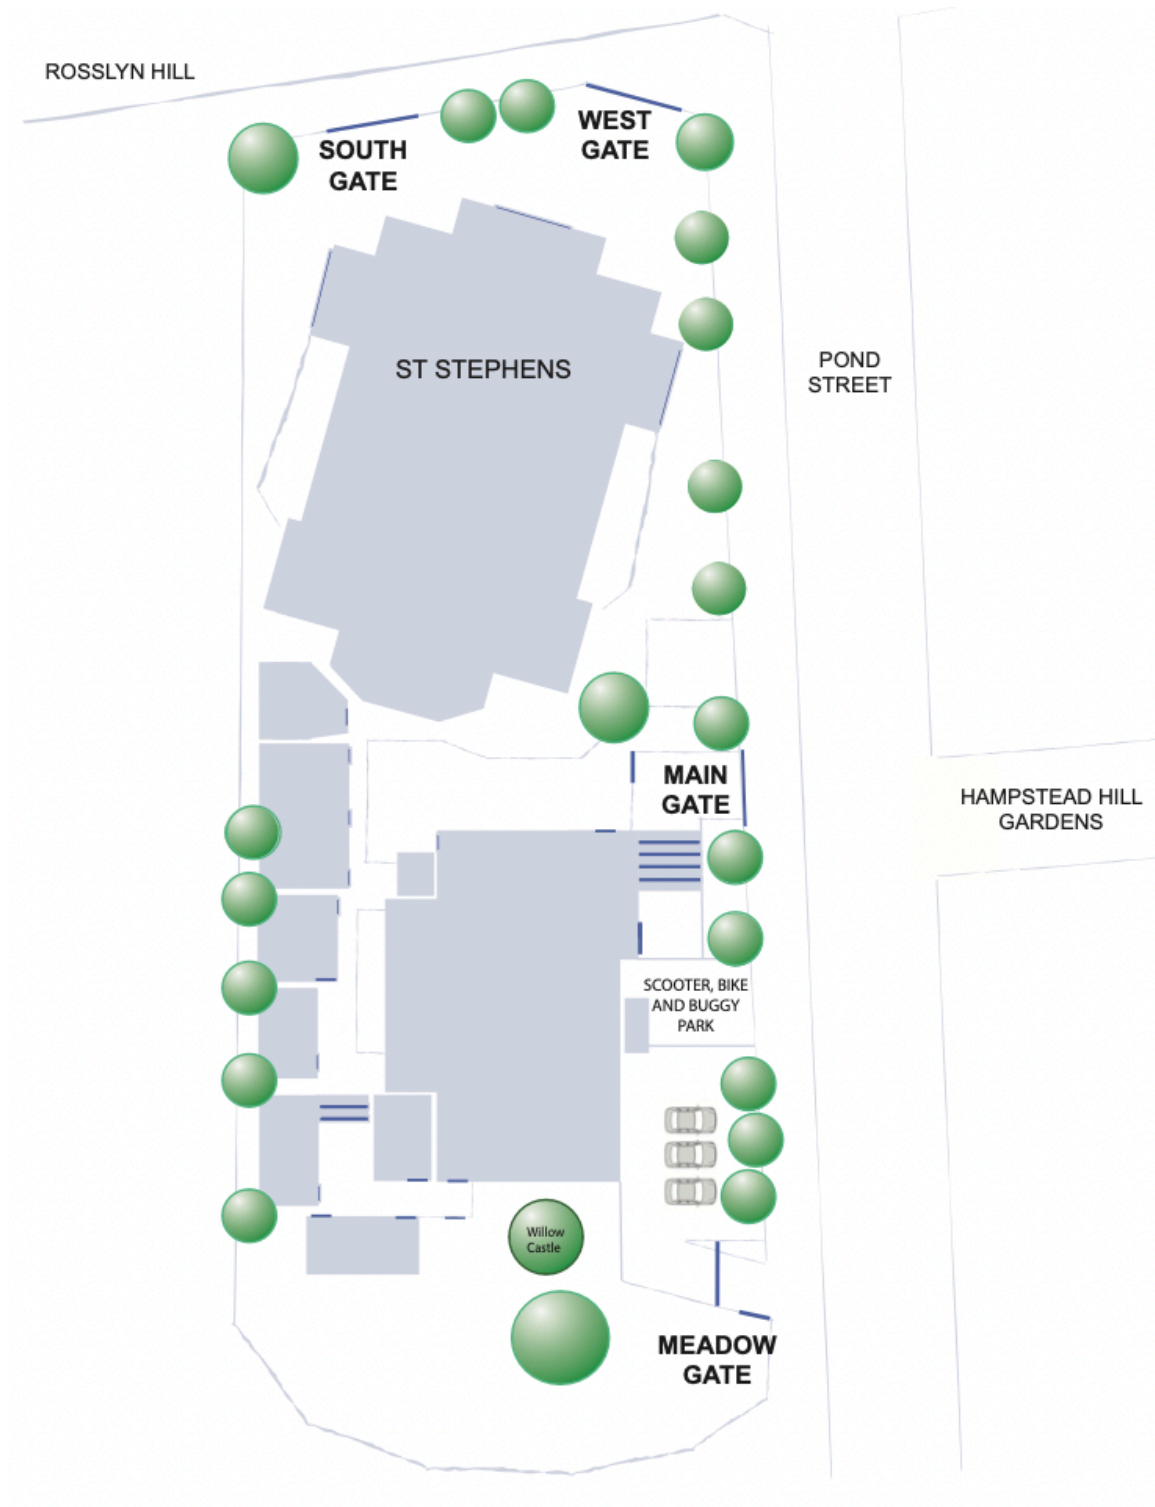 ROSSLYN HILL
SOUTH
GATE
WEST
GATE
ST STEPHENS
POND
STREET
MAIN
GATE
HAMPSTEAD HILL
GARDENS
SCOOTER, BIKE
AND BUGGY
PARK
Willow
Castle
MEADOW
GATE